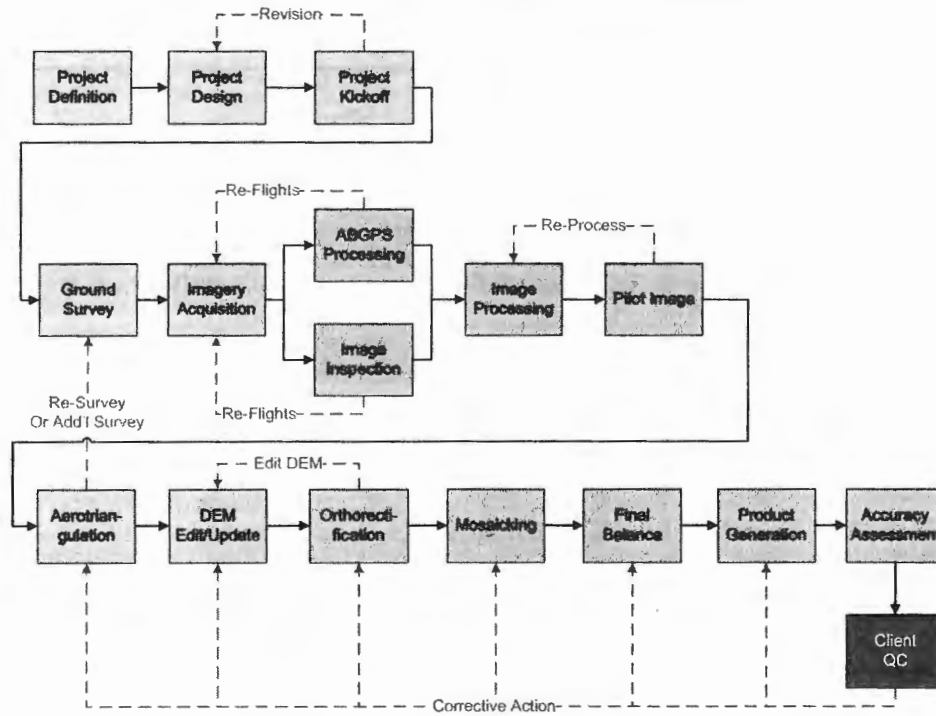 Revision
Project
Definition
Project
Design
Project
Kickoff
Re-Flights
ABGPS
Processing
Re-Process
Ground
Survey
Imagery
Acquisition
Image
Processing
Pilot Image
Image
Inspection
Re-Survey
Or Add'l Survey
Re-Flights
Edit DEM
Aerotrian-
gulation
DEM
Edit/Update
Orthorecti-
fication
Mosaicking
Final
Balance
Product
Generation
Accuracy
Assessment
Client
QC
Corrective Action